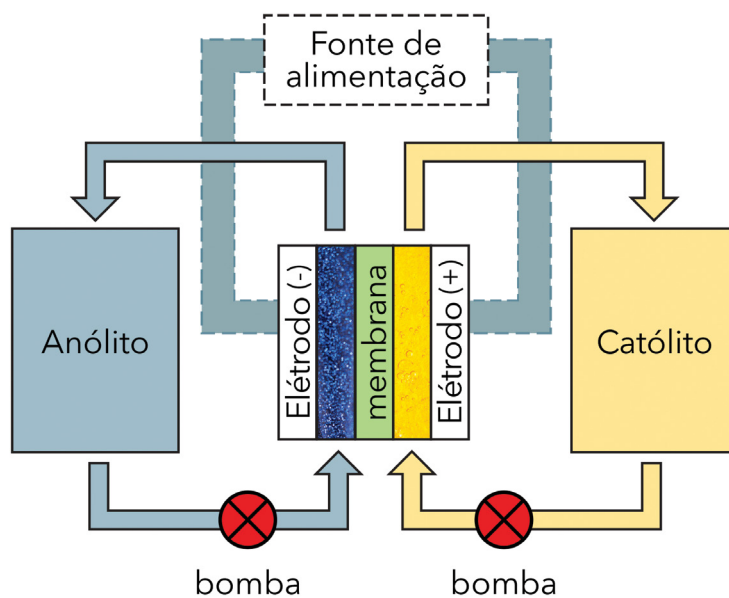 Fonte de
alimentação
Anólito
Elétrodo (-)
membrana
Elétrodo (+)
Católito
bomba
bomba